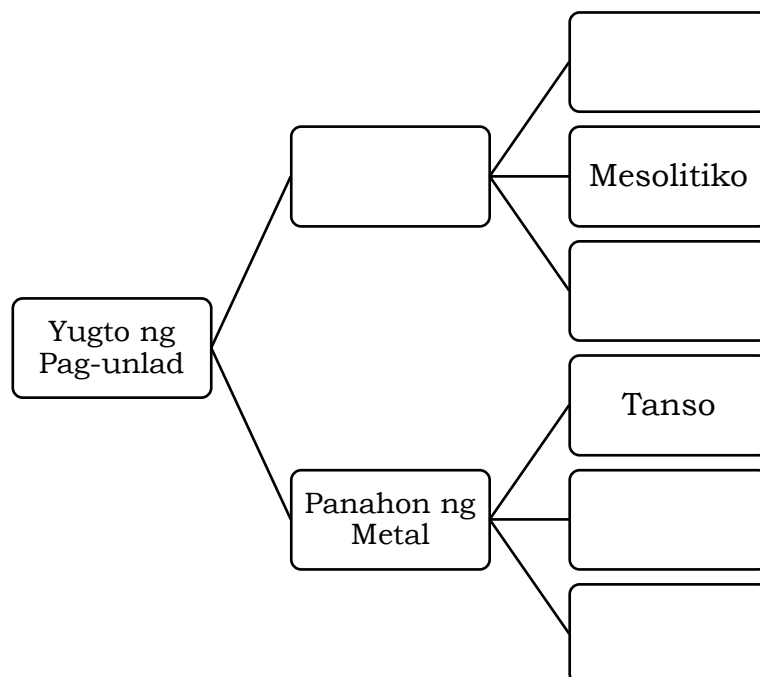 Mesolitiko
Yugto ng
Pag-unlad
Tanso
Panahon ng
Metal